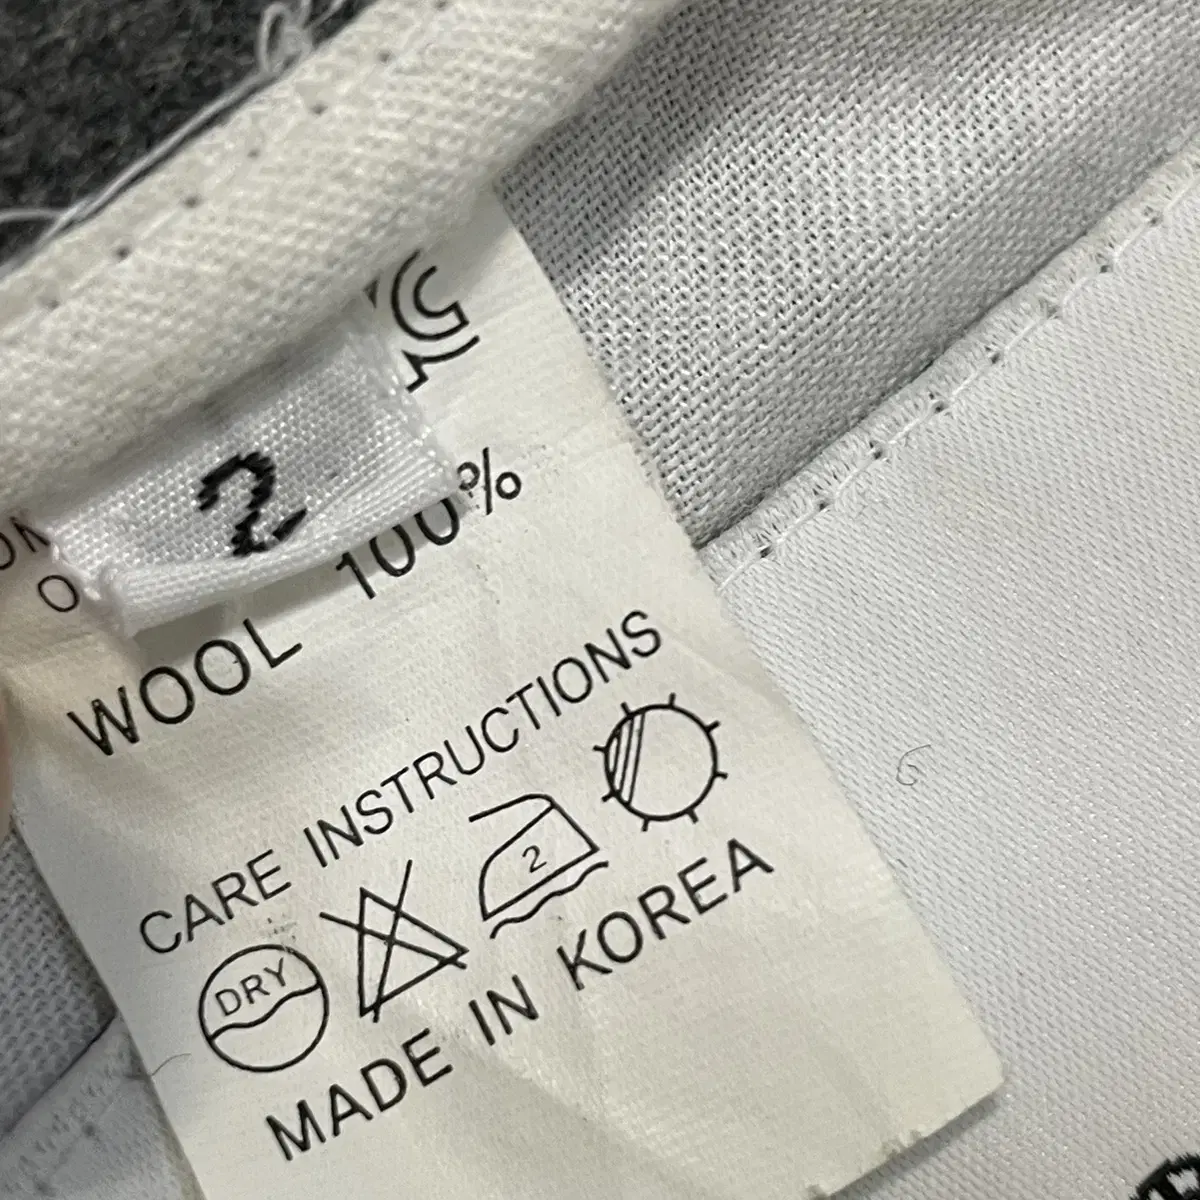 2
100%
WOOL
CARE INSTRUCTIONS
2
DRY
MADE IN KOREA